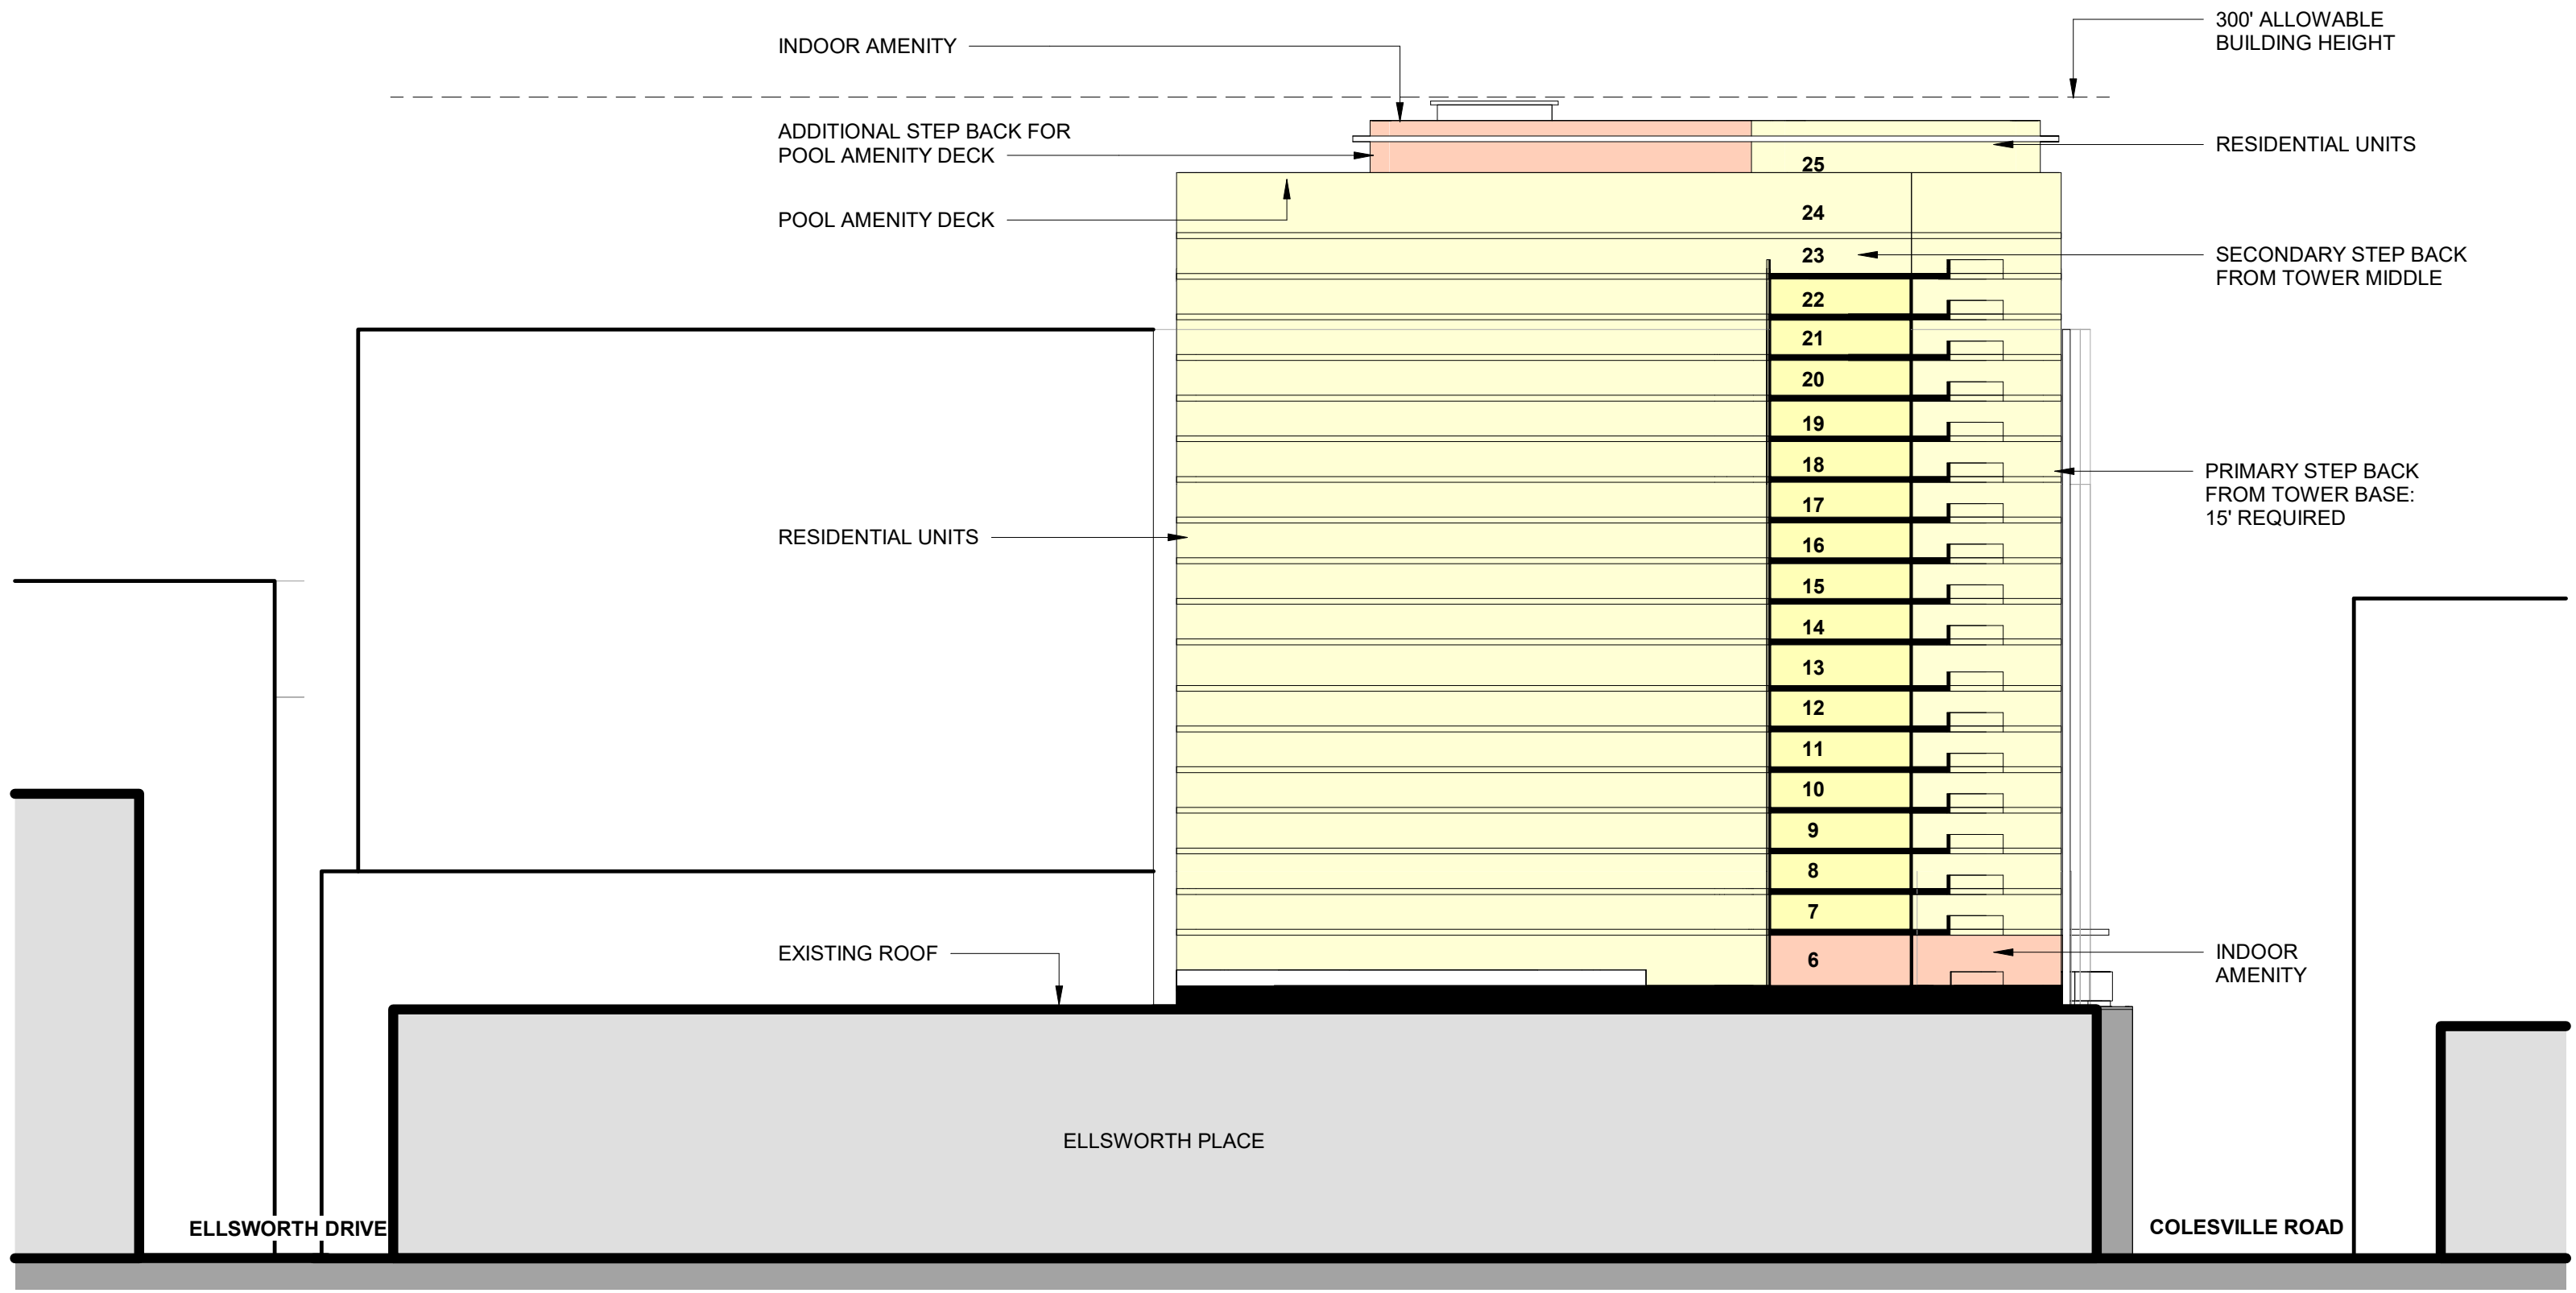 300' ALLOWABLE
BUILDING HEIGHT
INDOOR AMENITY
ADDITIONAL STEP BACK FOR
POOL AMENITY DECK
RESIDENTIAL UNITS
25
POOL AMENITY DECK
24
23
SECONDARY STEP BACK
FROM TOWER MIDDLE
22
21
20
19
18
PRIMARY STEP BACK
FROM TOWER BASE:
15' REQUIRED
17
RESIDENTIAL UNITS
16
15
14
13
12
11
10
9
8
7
EXISTING ROOF
6
INDOOR
AMENITY
ELLSWORTH PLACE
ELLSWORTH DRIVE
COLESVILLE ROAD